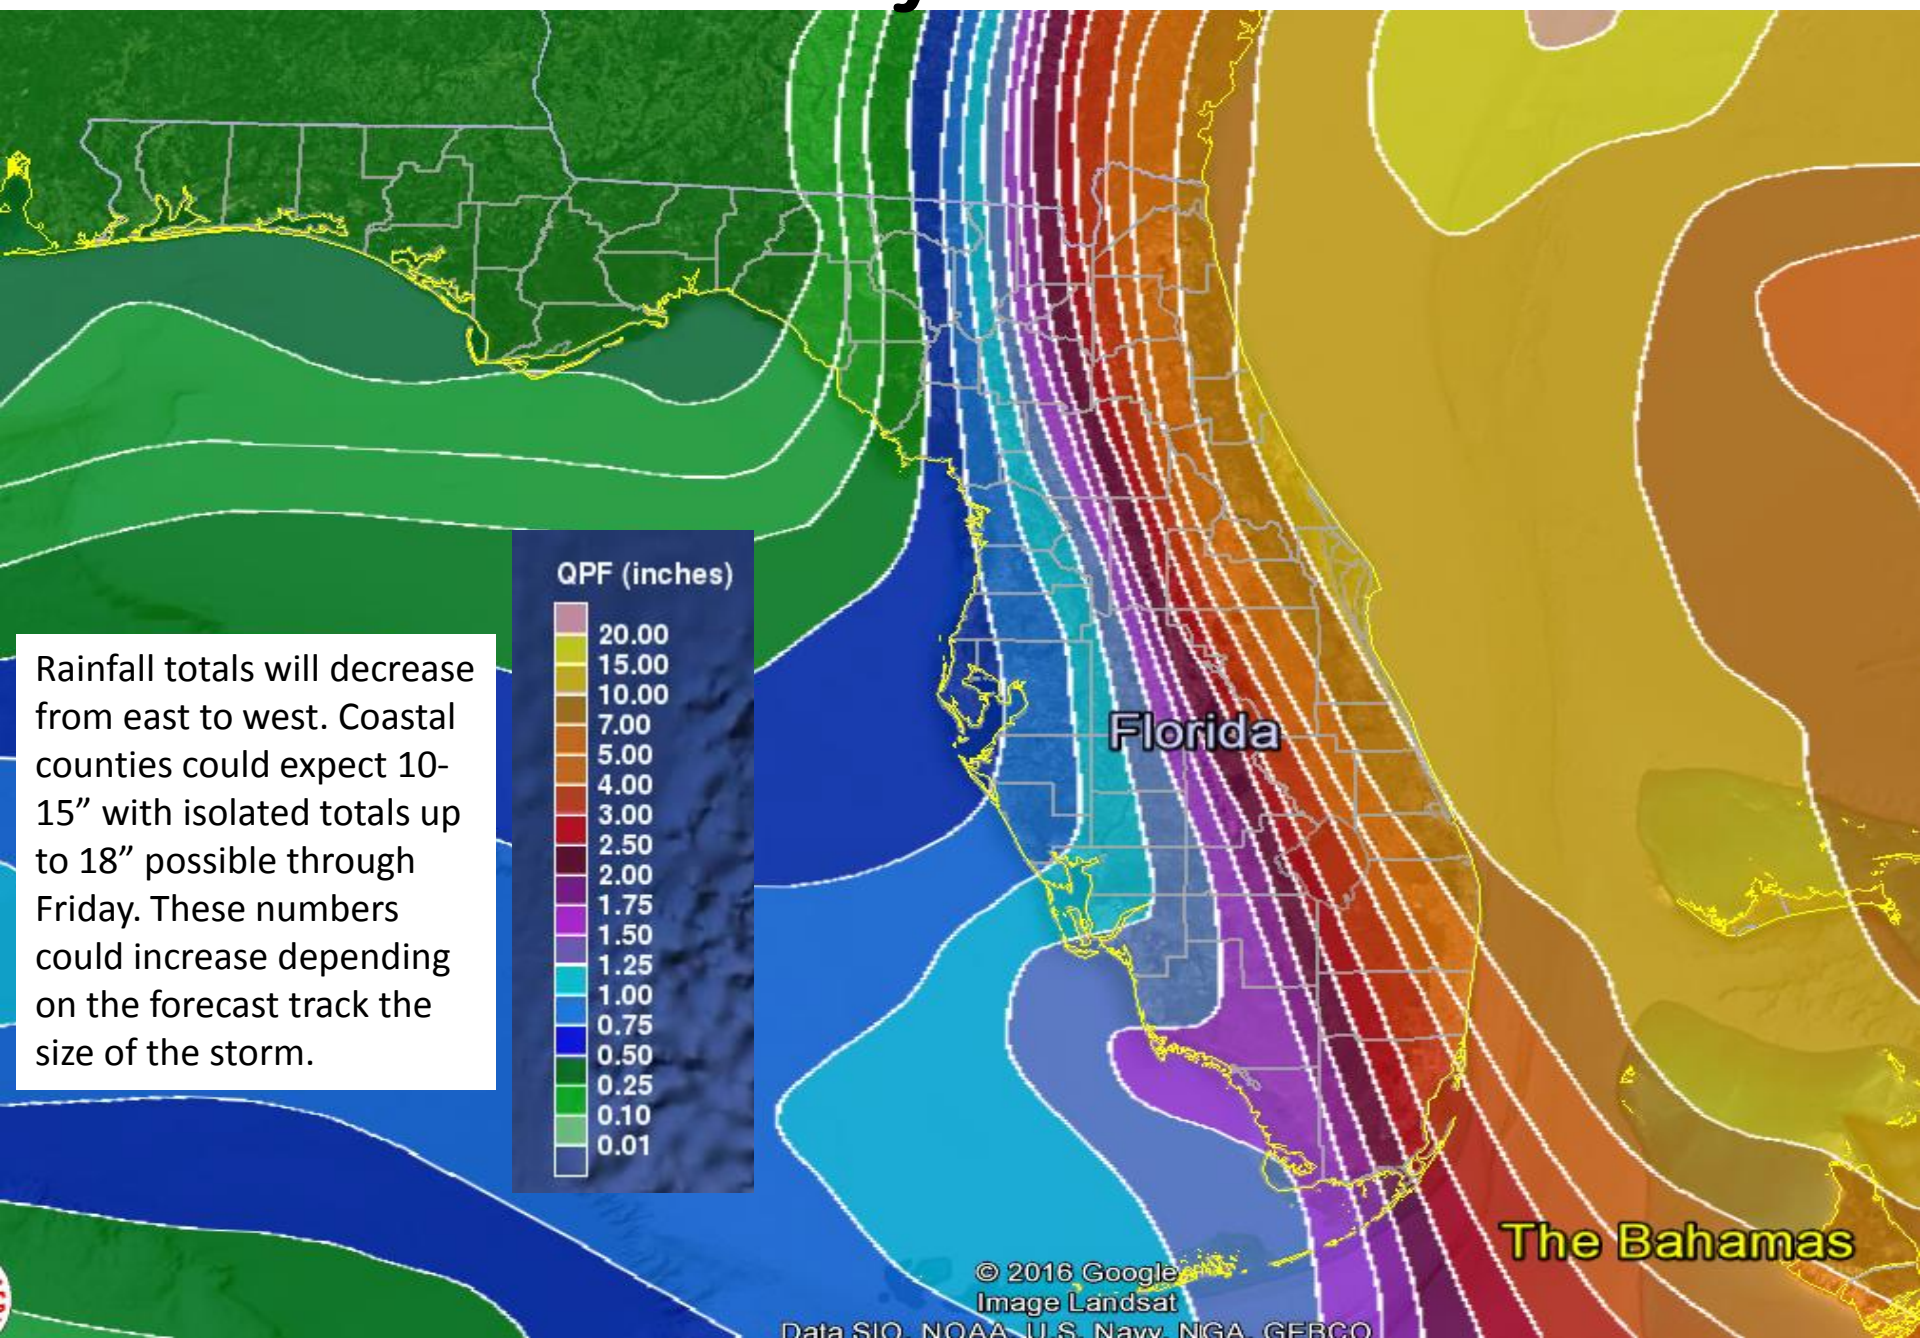 QPF (inches)
20.00
15.00
10.00
7.00
5.00
4.00
3.00
2.50
2.00
1.75
1.50
1.25
1.00
0.75
0.50
0.25
0.10
0.01
Rainfall totals will decrease
from east to west. Coastal
counties could expect 10-
15” with isolated totals up
to 18” possible through
Friday. These numbers
could increase depending
on the forecast track the
size of the storm.
Florida
The Bahamas
© 2016 Google
Image Landsat
Data SIO, NOAA, U.S. Navy, NGA, GEBCO